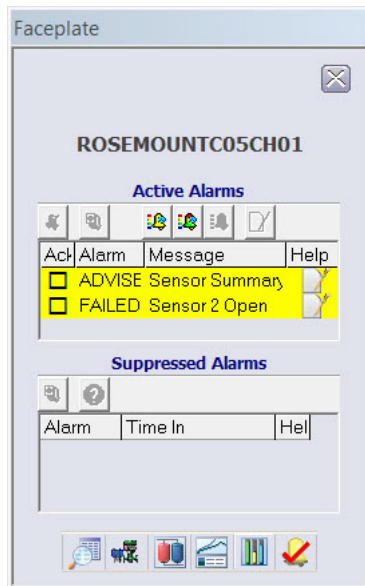 Faceplate
ROSEMOUNTC05CH01
Active Alarms
Ack Alarm Message Help
ADVISE Sensor Summary
FAILED Sensor 2 Open
Suppressed Alarms
Alarm Time In Hel